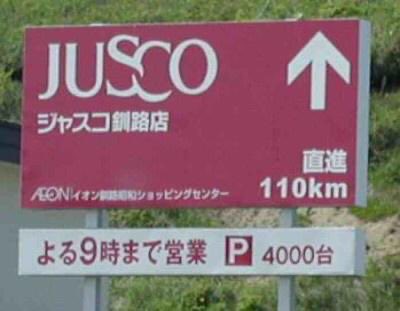 JUSCO
ジャスコ釧路店
直進
110km
ÆON イオン釧路昭和ショッピングセンター
よる9時まで営業 P 4000台